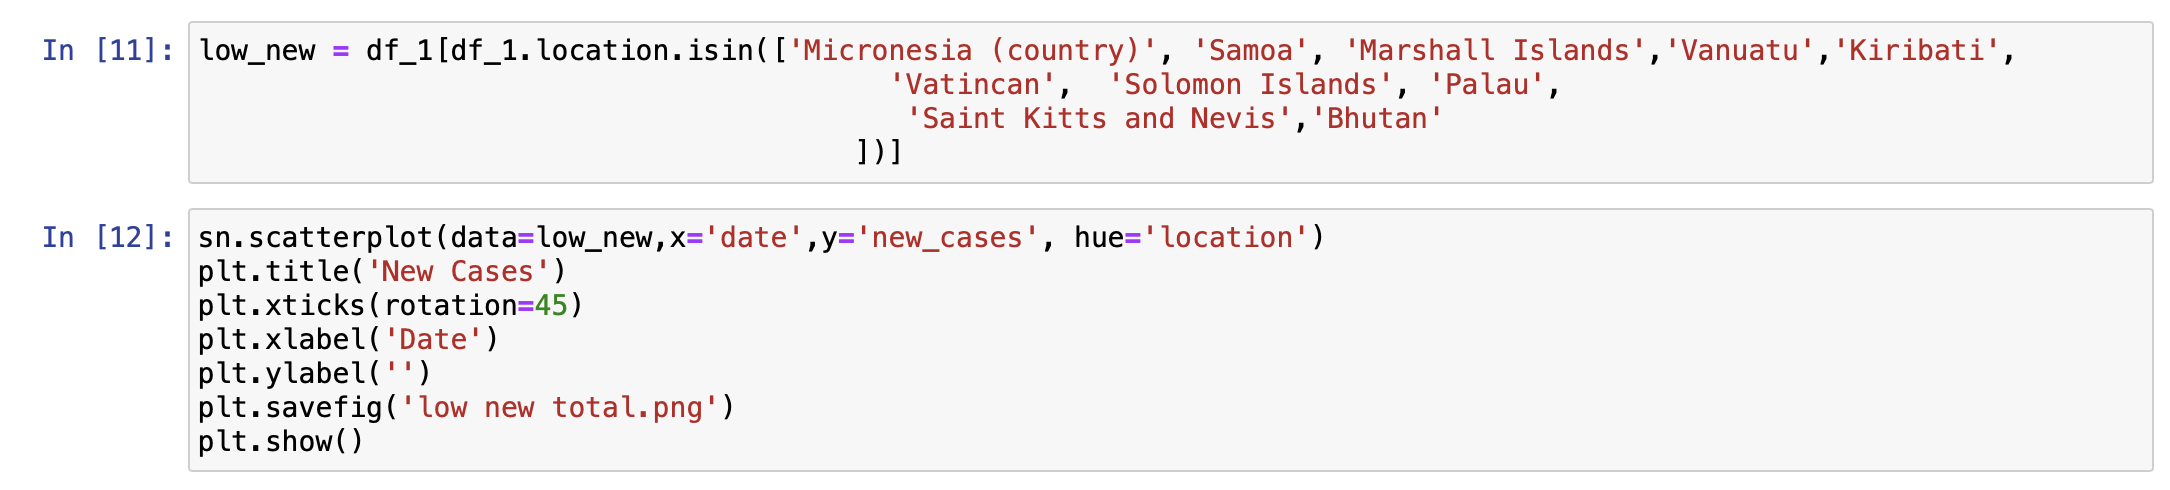 In [11]: low_new = df_1[df_1.location.isin(['Micronesia (country)', 'Samoa', 'Marshall Islands','Vanuatu','Kiribati',
'Vatincan',  'Solomon Islands', 'Palau',
'Saint Kitts and Nevis','Bhutan'
])]
In [12]: sn.scatterplot(data=low_new,x='date',y='new_cases', hue='location')
plt.title('New Cases')
plt.xticks(rotation=45)
plt.xlabel('Date')
plt.ylabel('')
plt.savefig('low new total.png')
plt.show()